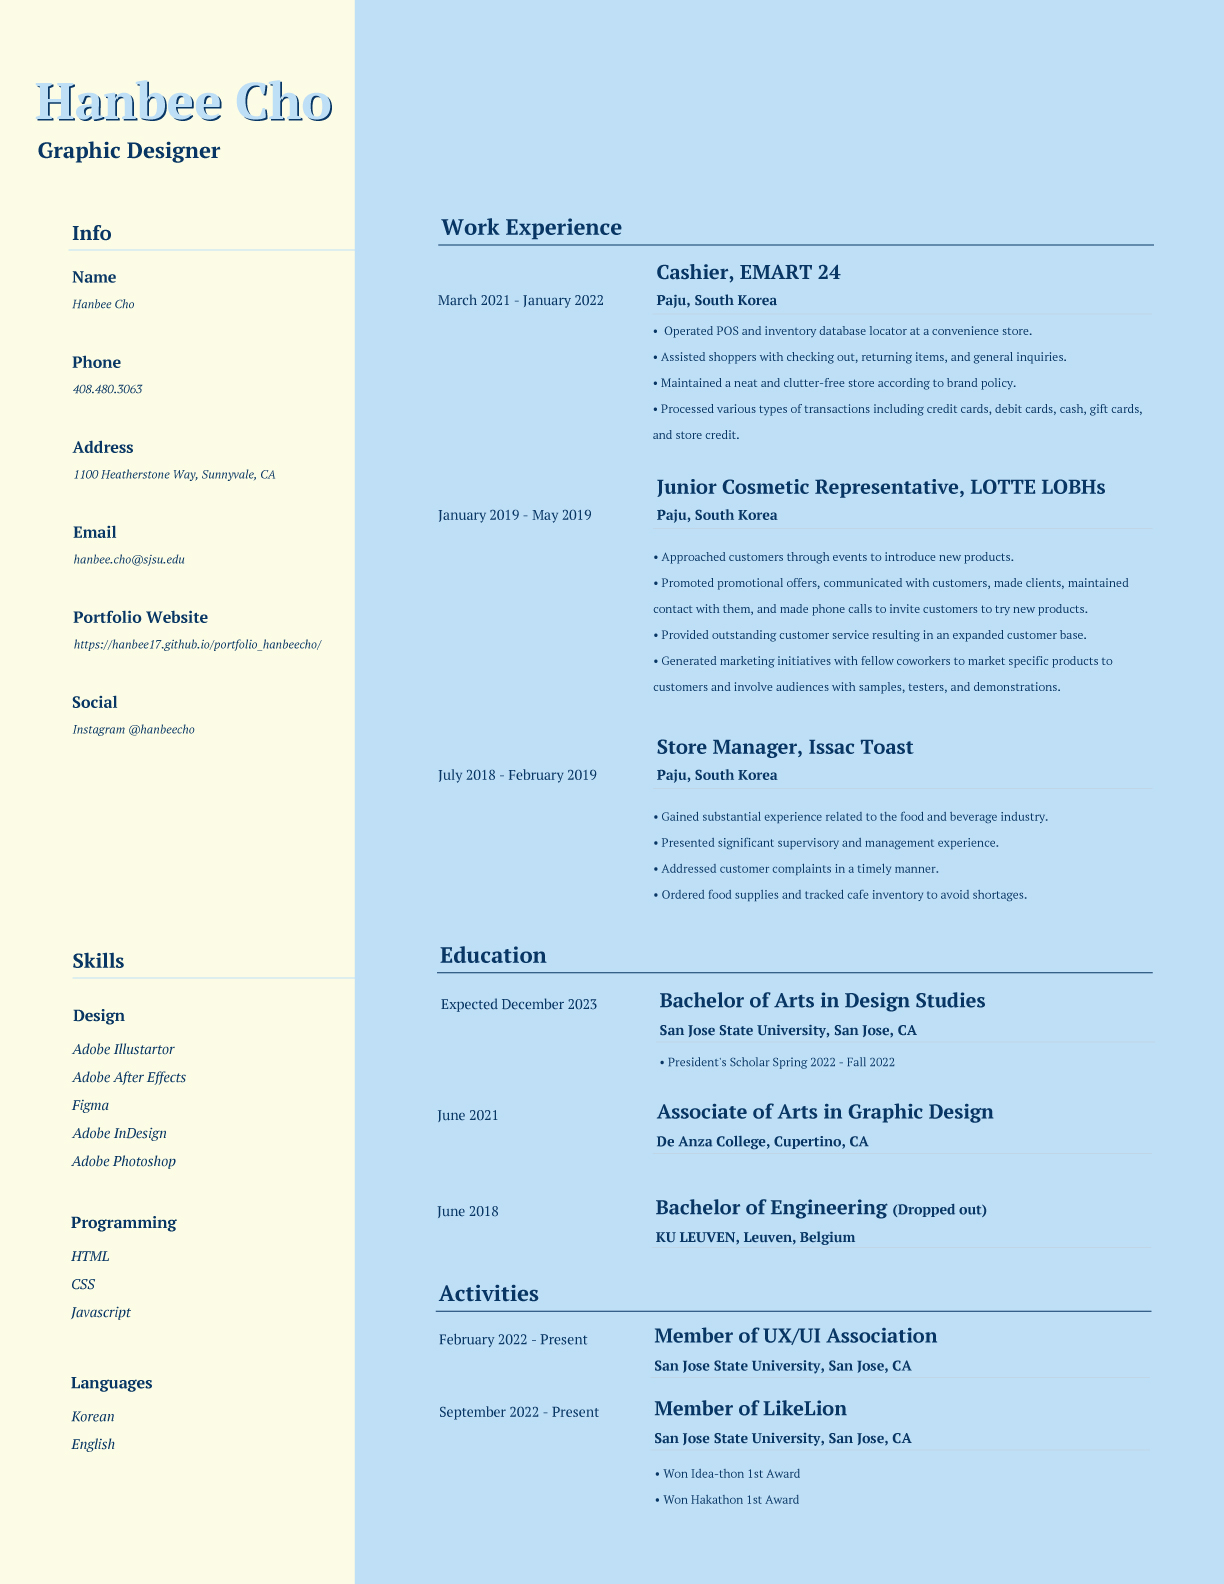 Hanbee Cho
Graphic Designer
Info
Name
Hanbee Cho
Phone
408.480.3063
Address
1100 Heatherstone Way, Sunnyvale, CA
Email
hanbee.cho@sjsu.edu
Portfolio Website
https://hanbee17.github.io/portfolio_hanbeecho/
Social
Instagram @hanbeecho
Skills
Design
Adobe Illustartor
Adobe After Effects
Figma
Adobe InDesign
Adobe Photoshop
Programming
HTML
CSS
Javascript
Languages
Korean
English
Work Experience
Cashier, EMART 24
March 2021 - January 2022
Paju, South Korea
• Operated POS and inventory database locator at a convenience store.
• Assisted shoppers with checking out, returning items, and general inquiries.
• Maintained a neat and clutter-free store according to brand policy.
• Processed various types of transactions including credit cards, debit cards, cash, gift cards,
and store credit.
Junior Cosmetic Representative, LOTTE LOBHs
January 2019 - May 2019
Paju, South Korea
• Approached customers through events to introduce new products.
• Promoted promotional offers, communicated with customers, made clients, maintained
contact with them, and made phone calls to invite customers to try new products.
• Provided outstanding customer service resulting in an expanded customer base.
• Generated marketing initiatives with fellow coworkers to market specific products to
customers and involve audiences with samples, testers, and demonstrations.
Store Manager, Issac Toast
July 2018 - February 2019
Paju, South Korea
• Gained substantial experience related to the food and beverage industry.
• Presented significant supervisory and management experience.
• Addressed customer complaints in a timely manner.
• Ordered food supplies and tracked cafe inventory to avoid shortages.
Education
Expected December 2023
Bachelor of Arts in Design Studies
San Jose State University, San Jose, CA
• President's Scholar Spring 2022 - Fall 2022
June 2021
Associate of Arts in Graphic Design
De Anza College, Cupertino, CA
June 2018
Bachelor of Engineering (Dropped out)
KU LEUVEN, Leuven, Belgium
Activities
February 2022 - Present
Member of UX/UI Association
San Jose State University, San Jose, CA
September 2022 - Present
Member of LikeLion
San Jose State University, San Jose, CA
• Won Idea-thon 1st Award
• Won Hakathon 1st Award